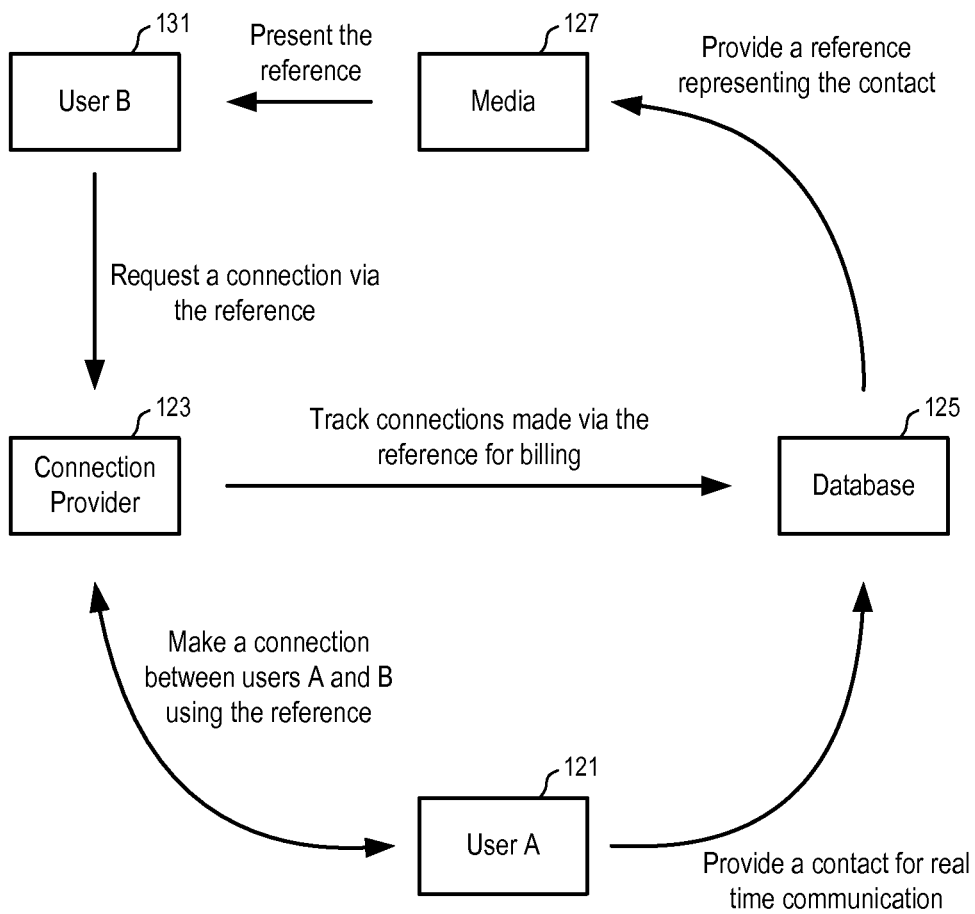 131
User B
Present the
reference
127
Media
Provide a reference
representing the contact
Request a connection via
the reference
123
Connection
Provider
Track connections made via the
reference for billing
125
Database
Make a connection
between users A and B
using the reference
121
User A
Provide a contact for real
time communication